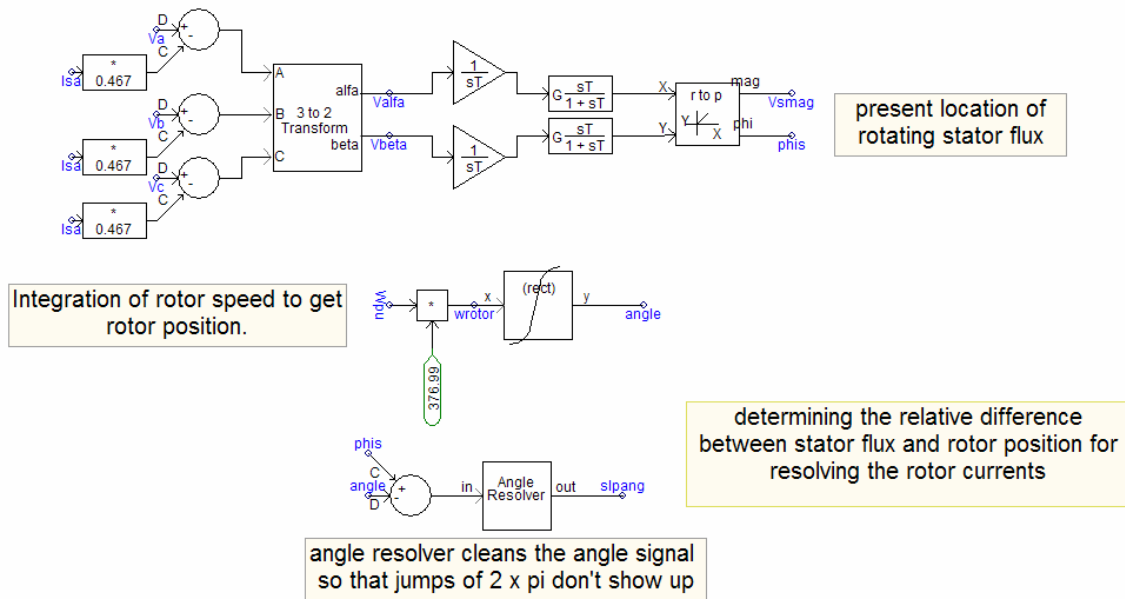 D
Va
+
-
C
Isa
*
0.467
D
Vb
+
-
C
Isa
*
0.467
D
Vc
+
-
C
Isa
*
0.467
A
B
C
3 to 2
Transform
alfa
beta
Valfa
Vbeta
1
sT
1
sT
G sT
1 + sT
G sT
1 + sT
X
Y
r to p
Y
X
mag
phi
Vsmag
phis
present location of
rotating stator flux
Integration of rotor speed to get
rotor position.
Wpu
*
wrotor
x
(rect)
y
angle
376.99
determining the relative difference
between stator flux and rotor position for
resolving the rotor currents
phis
C
angle
D
+
-
in
Angle
Resolver
out
slpang
angle resolver cleans the angle signal
so that jumps of 2 x pi don't show up